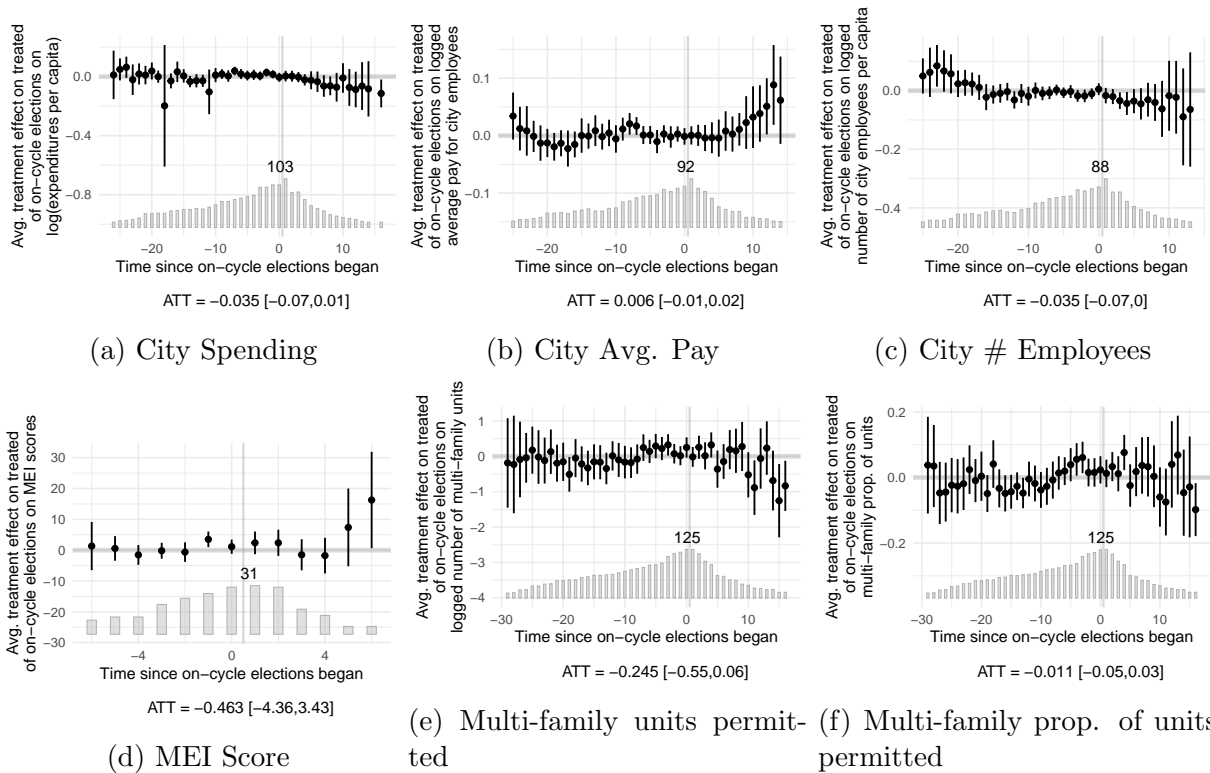 Avg. treatment effect on treated
of on−cycle elections on
log(expenditures per capita)
0.0
−0.4
−0.8
103
−20
−10
0
10
Time since on−cycle elections began
ATT = −0.035 [−0.07,0.01]
(a) City Spending
Avg. treatment effect on treated
of on−cycle elections on logged
average pay for city employees
0.1
0.0
−0.1
92
−20
−10
0
10
Time since on−cycle elections began
ATT = 0.006 [−0.01,0.02]
(b) City Avg. Pay
Avg. treatment effect on treated
of on−cycle elections on logged
number of city employees per capita
0.0
−0.2
−0.4
88
−20
−10
0
10
Time since on−cycle elections began
ATT = −0.035 [−0.07,0]
(c) City # Employees
Avg. treatment effect on treated
of on−cycle elections on MEI scores
30
20
10
0
−10
−20
−30
31
−4
0
4
Time since on−cycle elections began
ATT = −0.463 [−4.36,3.43]
(d) MEI Score
Avg. treatment effect on treated
of on−cycle elections on
logged number of multi−family units
1
0
−1
−2
−3
−4
125
−30
−20
−10
0
10
Time since on−cycle elections began
ATT = −0.245 [−0.55,0.06]
(e) Multi-family units permit-
ted
Avg. treatment effect on treated
of on−cycle elections on
multi−family prop. of units
0.2
0.0
−0.2
125
−30
−20
−10
0
10
Time since on−cycle elections began
ATT = −0.011 [−0.05,0.03]
(f) Multi-family prop. of units
permitted